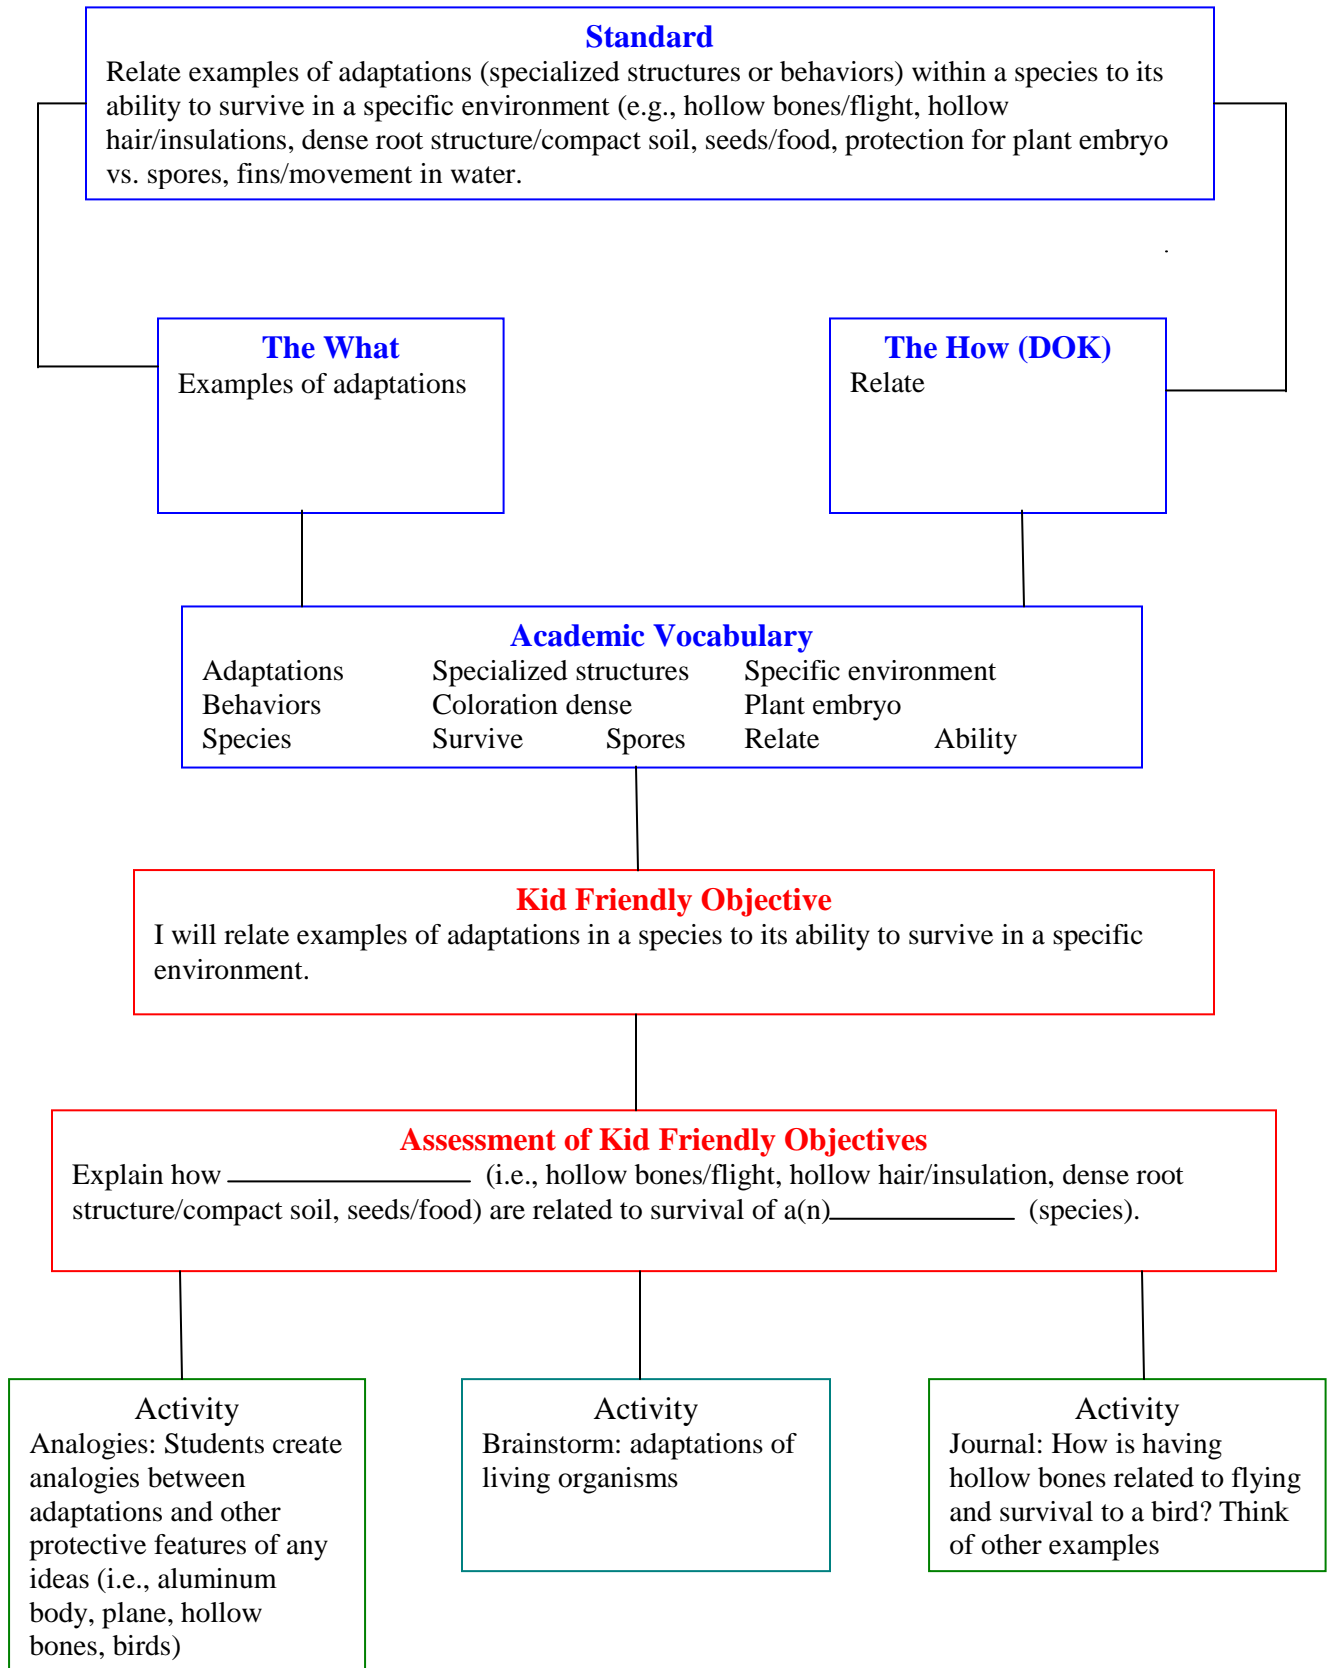 Standard
Relate examples of adaptations (specialized structures or behaviors) within a species to its
ability to survive in a specific environment (e.g., hollow bones/flight, hollow
hair/insulations, dense root structure/compact soil, seeds/food, protection for plant embryo
vs. spores, fins/movement in water.
.
The What
Examples of adaptations
The How (DOK)
Relate
Academic Vocabulary
Adaptations Specialized structures Specific environment
Behaviors Coloration dense Plant embryo
Species Survive Spores Relate Ability
Kid Friendly Objective
I will relate examples of adaptations in a species to its ability to survive in a specific
environment.
Assessment of Kid Friendly Objectives
Explain how _________________ (i.e., hollow bones/flight, hollow hair/insulation, dense root
structure/compact soil, seeds/food) are related to survival of a(n)_____________ (species).
Activity
Analogies: Students create
analogies between
adaptations and other
protective features of any
ideas (i.e., aluminum
body, plane, hollow
bones, birds)
Activity
Brainstorm: adaptations of
living organisms
Activity
Journal: How is having
hollow bones related to flying
and survival to a bird? Think
of other examples